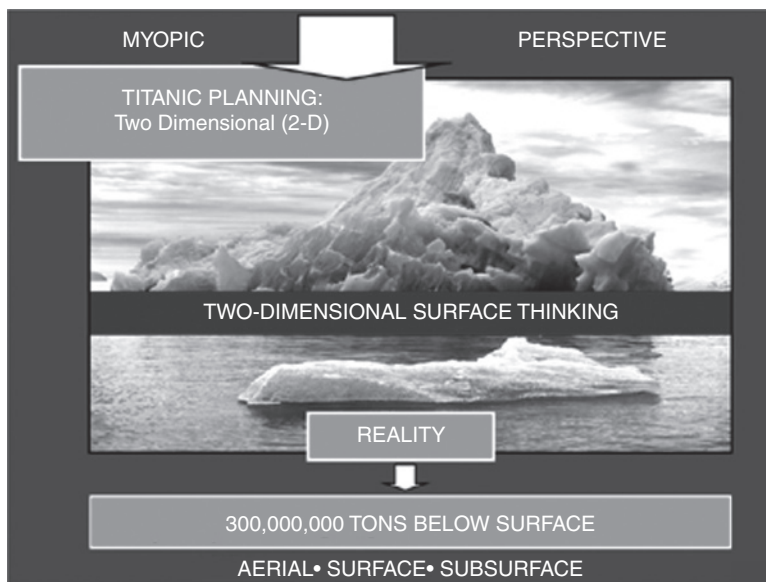 MYOPIC PERSPECTIVE
TITANIC PLANNING:
Two Dimensional (2-D)
TWO-DIMENSIONAL SURFACE THINKING
REALITY
300,000,000 TONS BELOW SURFACE
AERIAL• SURFACE• SUBSURFACE